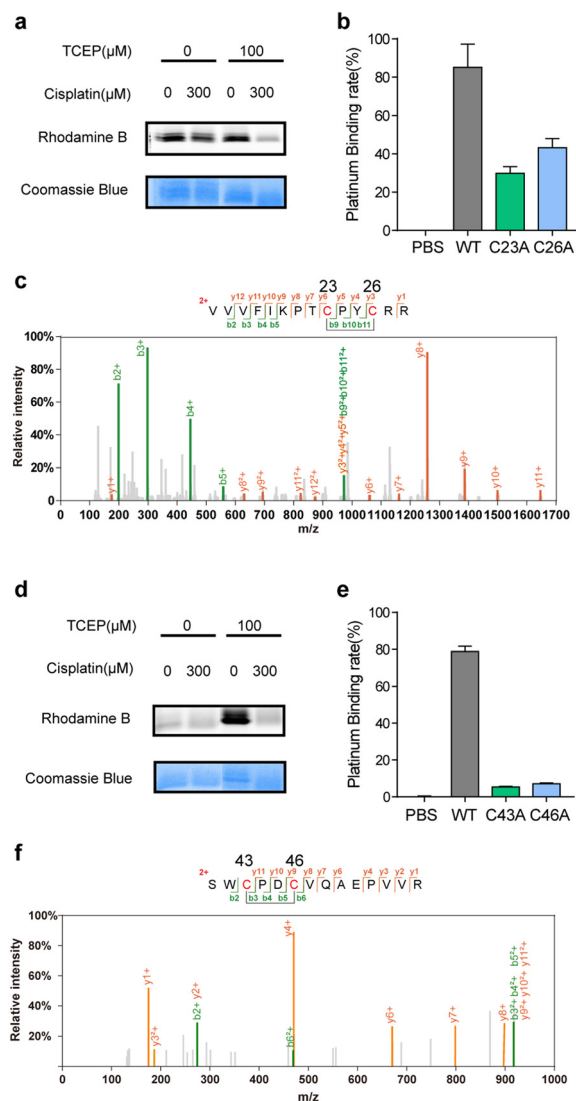 a
TCEP(µM) 0 100
Cisplatin(µM) 0 300 0 300
Rhodamine B
Coomassie Blue
b
Platinum Binding rate(%)
100
80
60
40
20
0
PBS WT C23A C26A
c
23 26
y12 y11 y10 y9 y8 y7 y6 y5 y4 y3 y1
2+
V V V F I K P T C P Y C R R
b2 b3 b4 b5 b9 b10 b11
Relative intensity
100%
80%
60%
40%
20%
y1+
b2+
b3+
b4+
b5+
y8²+
y9²+
y11²+
y12²+
y3²+y4²+y5²+
b9²+b10²+b11²+
y6+
y7+
y8+
y9+
y10+
y11+
0 100 200 300 400 500 600 700 800 900 1000 1100 1200 1300 1400 1500 1600 1700
m/z
d
TCEP(µM) 0 100
Cisplatin(µM) 0 300 0 300
Rhodamine B
Coomassie Blue
e
Platinum Binding rate(%)
100
80
60
40
20
0
PBS WT C43A C46A
f
43 46
y11 y10 y9 y8 y7 y6 y4 y3 y2 y1
2+
S W C P D C V Q A E P V V R
b2 b3 b4 b5 b6
Relative intensity
100%
80%
60%
40%
20%
y1+
y3²+
b2+ y2+
y4+
b6²+
y6+
y7+
y8+
b3²+ b4²+ b5²+
y9²+ y10²+ y11²+
0 100 200 300 400 500 600 700 800 900 1000
m/z